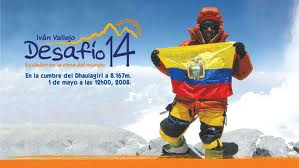 Iván Vallejo
Desafío 14
Ecuador en la cima del mundo
En la cumbre del Dhaulagiri a 8.167m.
1 de mayo a las 12h00, 2008.